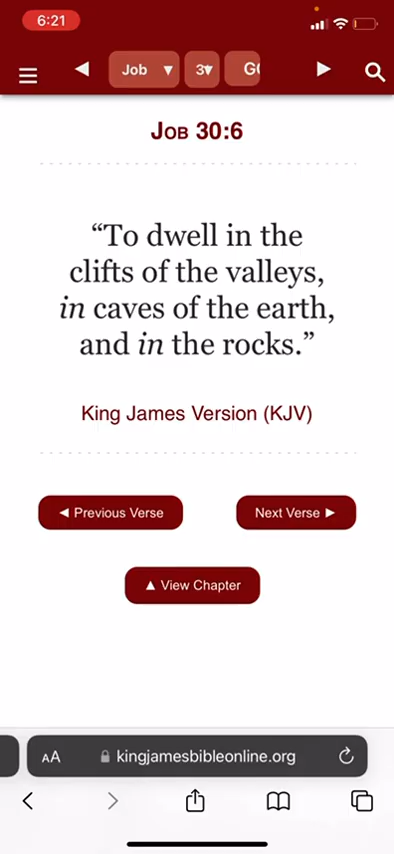 6:21
Job ▼ 3▼ G
JOB 30:6
“To dwell in the
clifts of the valleys,
in caves of the earth,
and in the rocks.”
King James Version (KJV)
◄ Previous Verse
Next Verse ►
▲ View Chapter
AA kingjamesbibleonline.org